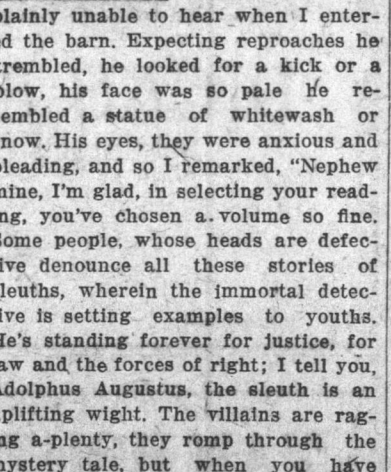 plainly unable to hear when I enter-
ed the barn. Expecting reproaches he
trembled, he looked for a kick or a
blow, his face was so pale he re-
sembled a statue of whitewash or
snow. His eyes, they were anxious and
pleading, and so I remarked, "Nephew
mine, I'm glad, in selecting your read-
ing, you've chosen a volume so fine.
Some people, whose heads are defec-
tive denounce all these stories of
sleuths, wherein the immortal detec-
tive is setting examples to youths.
He's standing forever for justice, for
law and the forces of right; I tell you,
Adolphus Augustus, the sleuth is an
uplifting wight. The villains are rag-
ing a-plenty, they romp through the
mystery tale, but when you have